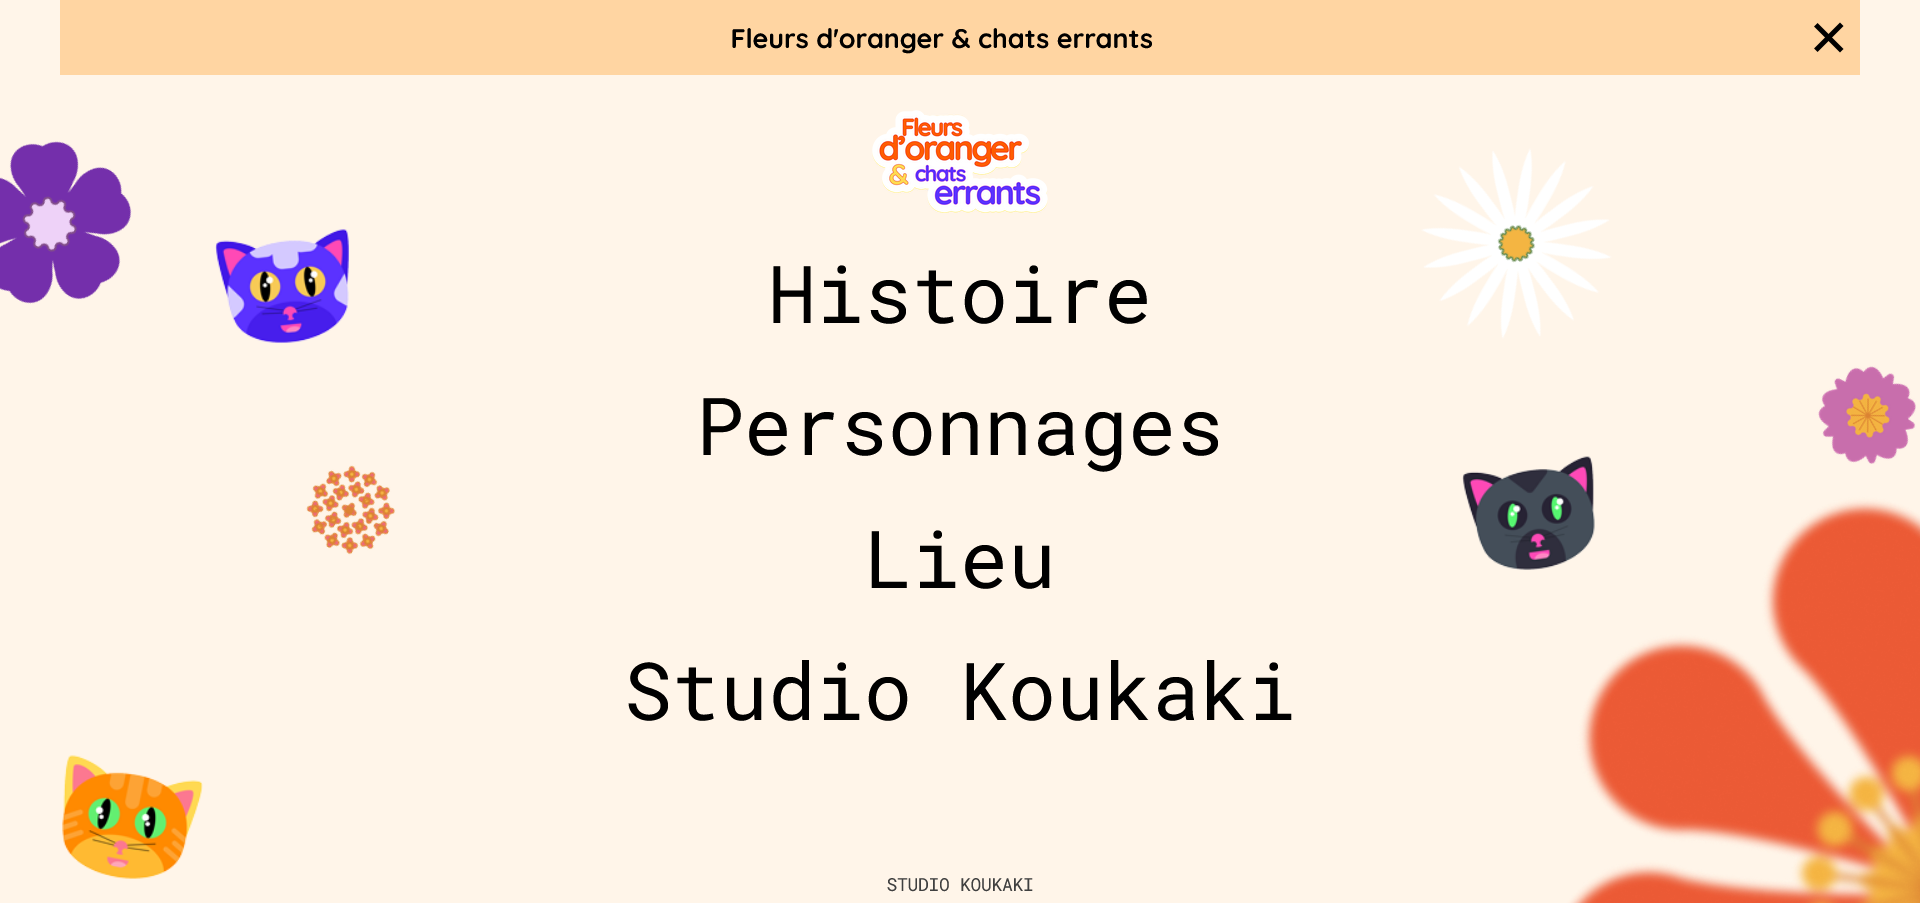 Fleurs d'oranger & chats errants
Fleurs
d'oranger
& chats
errants
Histoire
Personnages
Lieu
Studio Koukaki
STUDIO KOUKAKI